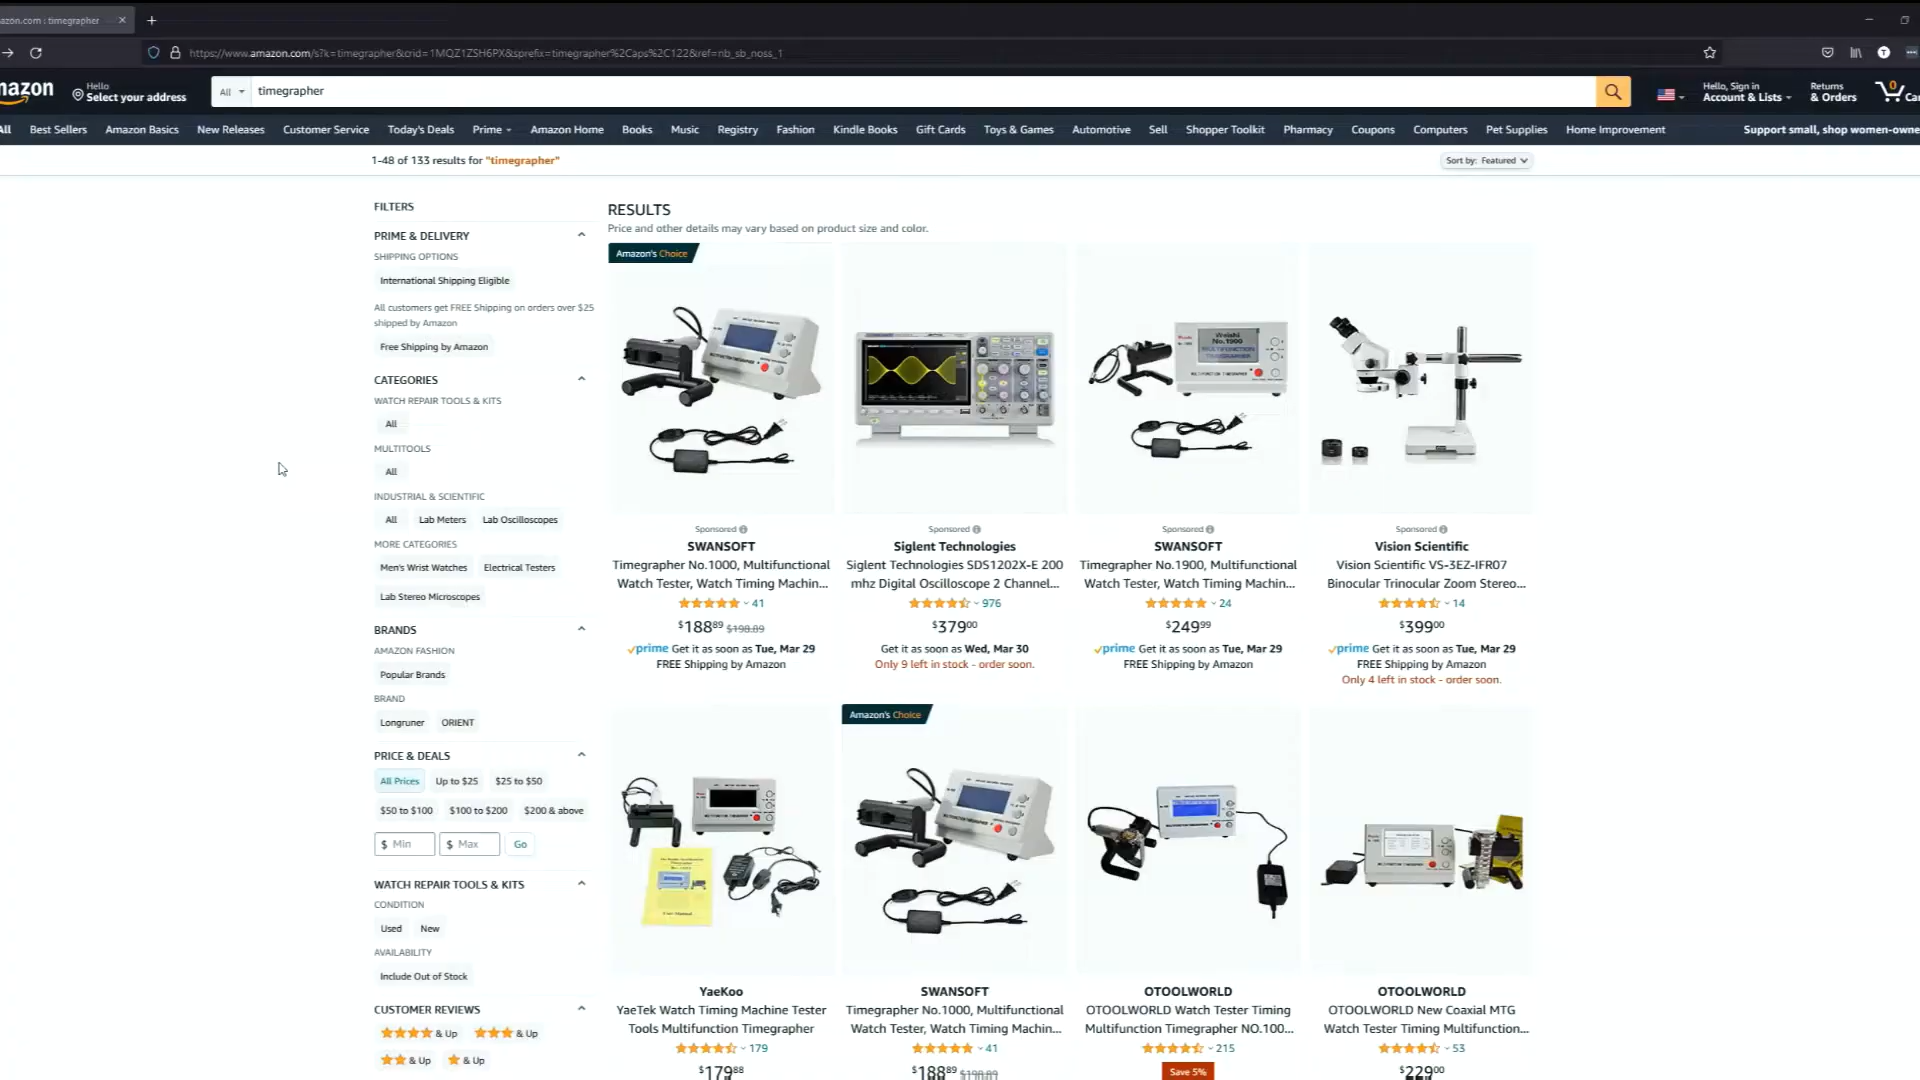 azon.com : timegrapher
https://www.amazon.com/s?k=timegrapher&crid=1MQZ1ZSH6PX&sprefix=timegrapher%2Caps%2C122&ref=nb_sb_noss_1
mazon
Hello
Select your address
All
timegrapher
Hello, Sign in
Account & Lists
Returns
& Orders
0
Car
All Best Sellers Amazon Basics New Releases Customer Service Today's Deals Prime Amazon Home Books Music Registry Fashion Kindle Books Gift Cards Toys & Games Automotive Sell Shopper Toolkit Pharmacy Coupons Computers Pet Supplies Home Improvement Support small, shop women-owne
1-48 of 133 results for "timegrapher"
Sort by: Featured
FILTERS
PRIME & DELIVERY
SHIPPING OPTIONS
International Shipping Eligible
All customers get FREE Shipping on orders over $25
shipped by Amazon
Free Shipping by Amazon
CATEGORIES
WATCH REPAIR TOOLS & KITS
All
MULTITOOLS
All
INDUSTRIAL & SCIENTIFIC
All Lab Meters Lab Oscilloscopes
MORE CATEGORIES
Men's Wrist Watches Electrical Testers
Lab Stereo Microscopes
BRANDS
AMAZON FASHION
Popular Brands
BRAND
Longruner ORIENT
PRICE & DEALS
All Prices Up to $25 $25 to $50
$50 to $100 $100 to $200 $200 & above
$ Min $ Max Go
WATCH REPAIR TOOLS & KITS
CONDITION
Used New
AVAILABILITY
Include Out of Stock
CUSTOMER REVIEWS
& Up & Up
& Up & Up
RESULTS
Price and other details may vary based on product size and color.
Amazon's Choice
Sponsored
SWANSOFT
Timegrapher No.1000, Multifunctional
Watch Tester, Watch Timing Machin...
41
$188.89 $198.89
prime Get it as soon as Tue, Mar 29
FREE Shipping by Amazon
Sponsored
Siglent Technologies
Siglent Technologies SDS1202X-E 200
mhz Digital Oscilloscope 2 Channel...
976
$379.00
Get it as soon as Wed, Mar 30
Only 9 left in stock - order soon.
Weishi
No.1900
MULTIFUNCTION
TIMEGRAPHER
Sponsored
SWANSOFT
Timegrapher No.1900, Multifunctional
Watch Tester, Watch Timing Machin...
24
$249.99
prime Get it as soon as Tue, Mar 29
FREE Shipping by Amazon
Sponsored
Vision Scientific
Vision Scientific VS-3EZ-IFR07
Binocular Trinocular Zoom Stereo...
14
$399.00
prime Get it as soon as Tue, Mar 29
FREE Shipping by Amazon
Only 4 left in stock - order soon.
YaeKoo
YaeTek Watch Timing Machine Tester
Tools Multifunction Timegrapher
179
$179.88
Amazon's Choice
SWANSOFT
Timegrapher No.1000, Multifunctional
Watch Tester, Watch Timing Machin...
41
$188.89 $198.89
OTOOLWORLD
OTOOLWORLD Watch Tester Timing
Multifunction Timegrapher NO.100...
215
Save 5%
OTOOLWORLD
OTOOLWORLD New Coaxial MTG
Watch Tester Timing Multifunction...
53
$229.00